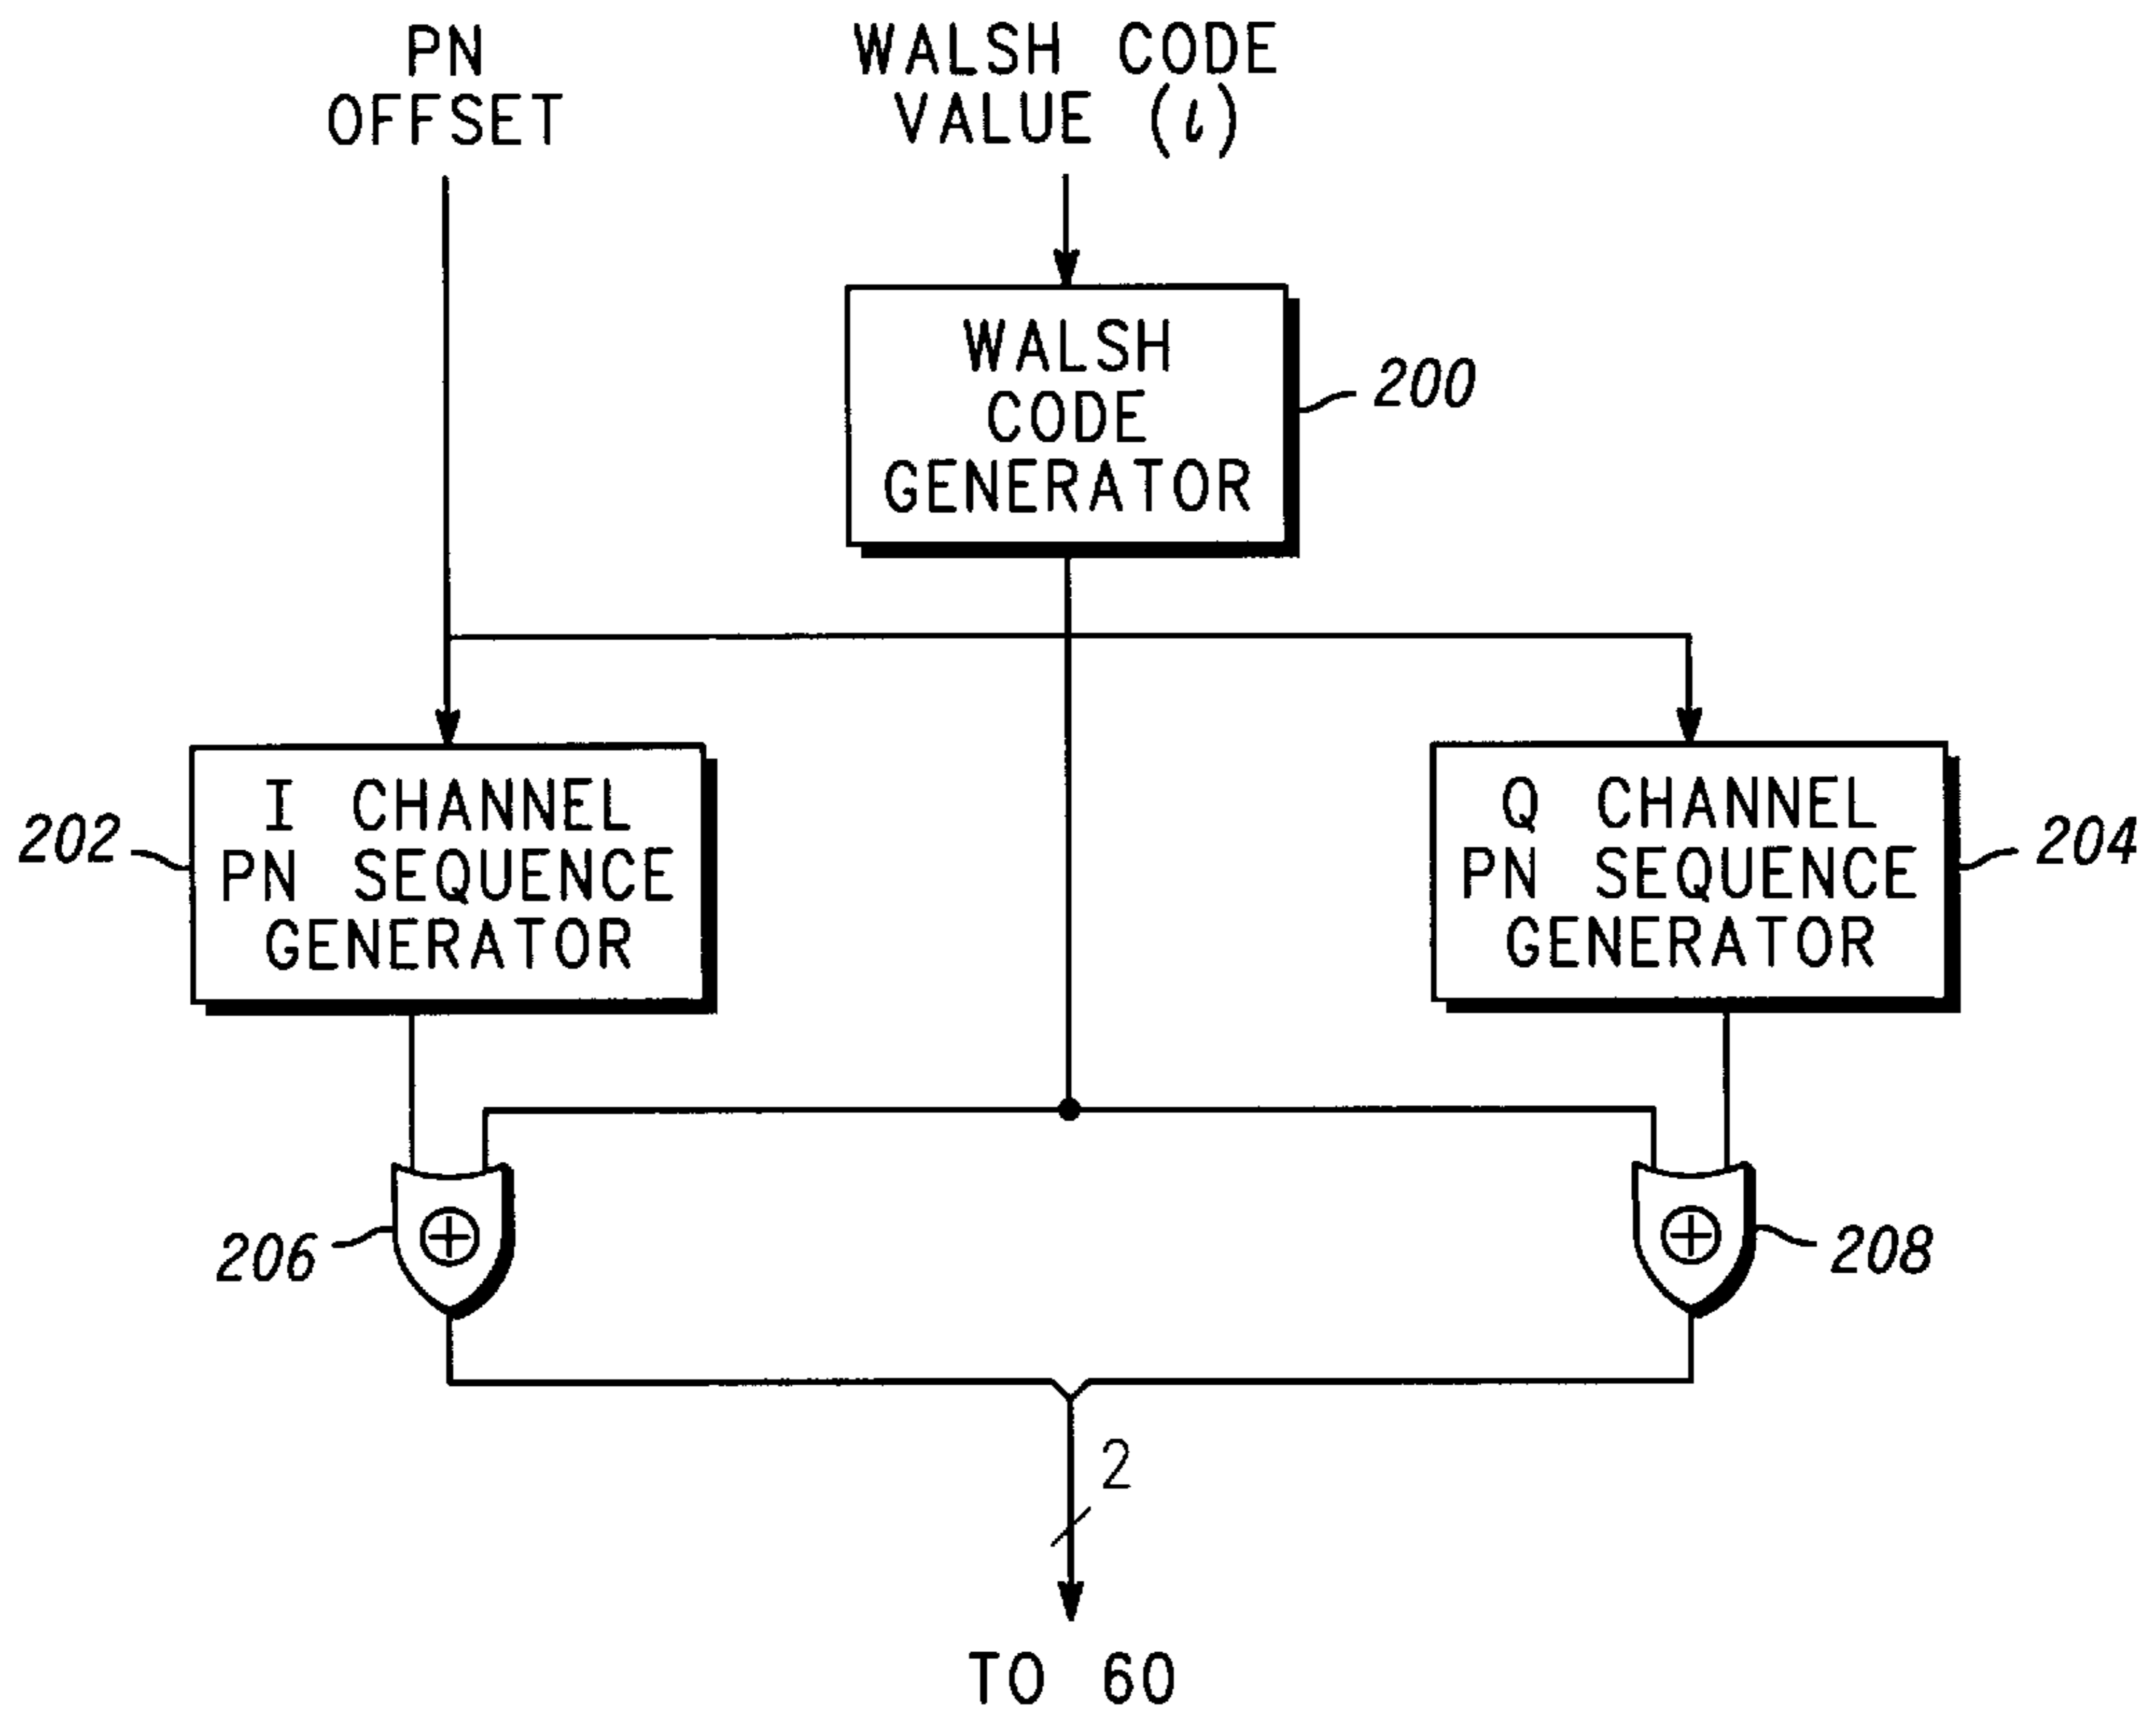 PN
OFFSET
WALSH CODE
VALUE (i)
WALSH
CODE
GENERATOR
200
I CHANNEL
PN SEQUENCE
GENERATOR
202
Q CHANNEL
PN SEQUENCE
GENERATOR
204
206
208
2
TO 60